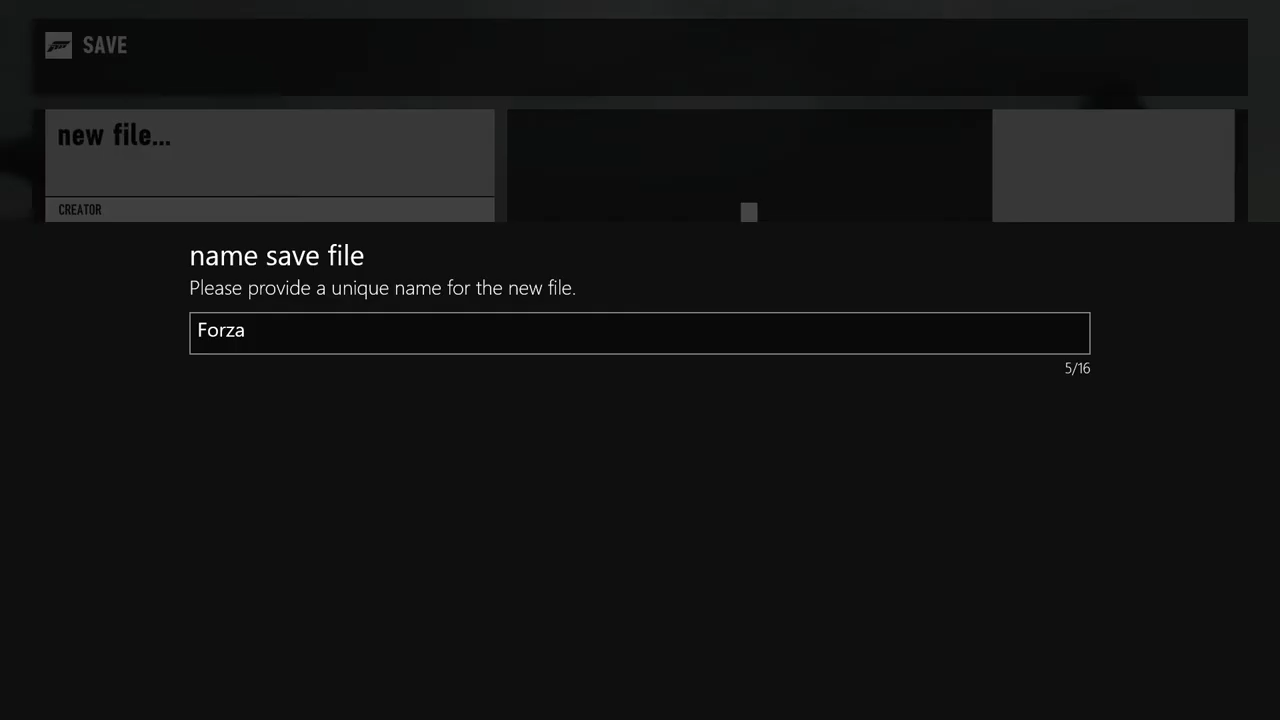 SAVE
new file...
CREATOR
name save file
Please provide a unique name for the new file.
Forza
5/16